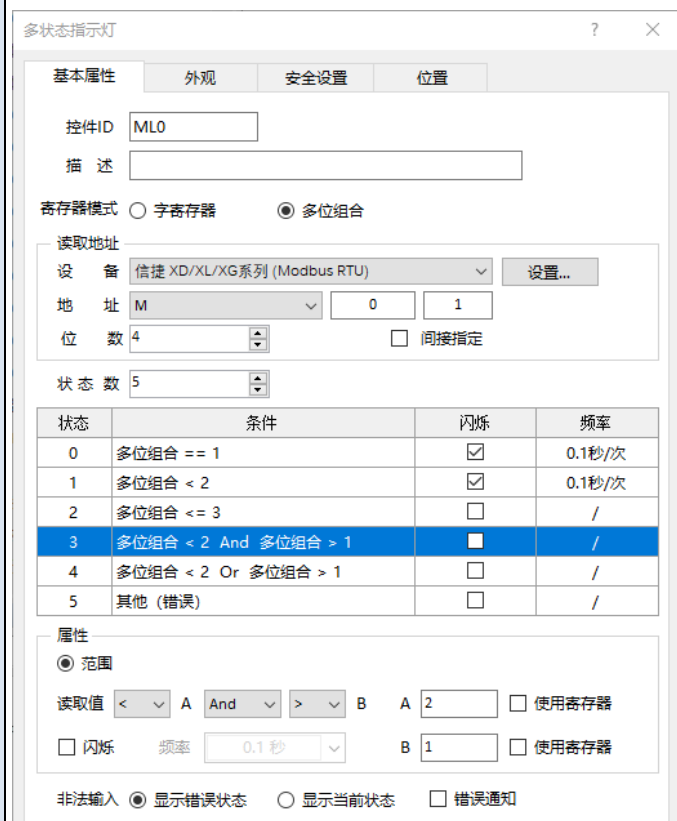 多状态指示灯 ?
基本属性 外观 安全设置 位置
控件ID ML0
描 述
寄存器模式 字寄存器 多位组合
读取地址
设 备 信捷 XD/XL/XG系列 (Modbus RTU) 设置...
地 址 M 0 1
位 数 4 间接指定
状 态 数 5
状态 条件 闪烁 频率
0 多位组合 == 1 0.1秒/次
1 多位组合 < 2 0.1秒/次
2 多位组合 <= 3 /
3 多位组合 < 2 And 多位组合 > 1 /
4 多位组合 < 2 Or 多位组合 > 1 /
5 其他 (错误) /
属性
范围
读取值 < A And > B A 2 使用寄存器
闪烁 频率 0.1 秒 B 1 使用寄存器
非法输入 显示错误状态 显示当前状态 错误通知